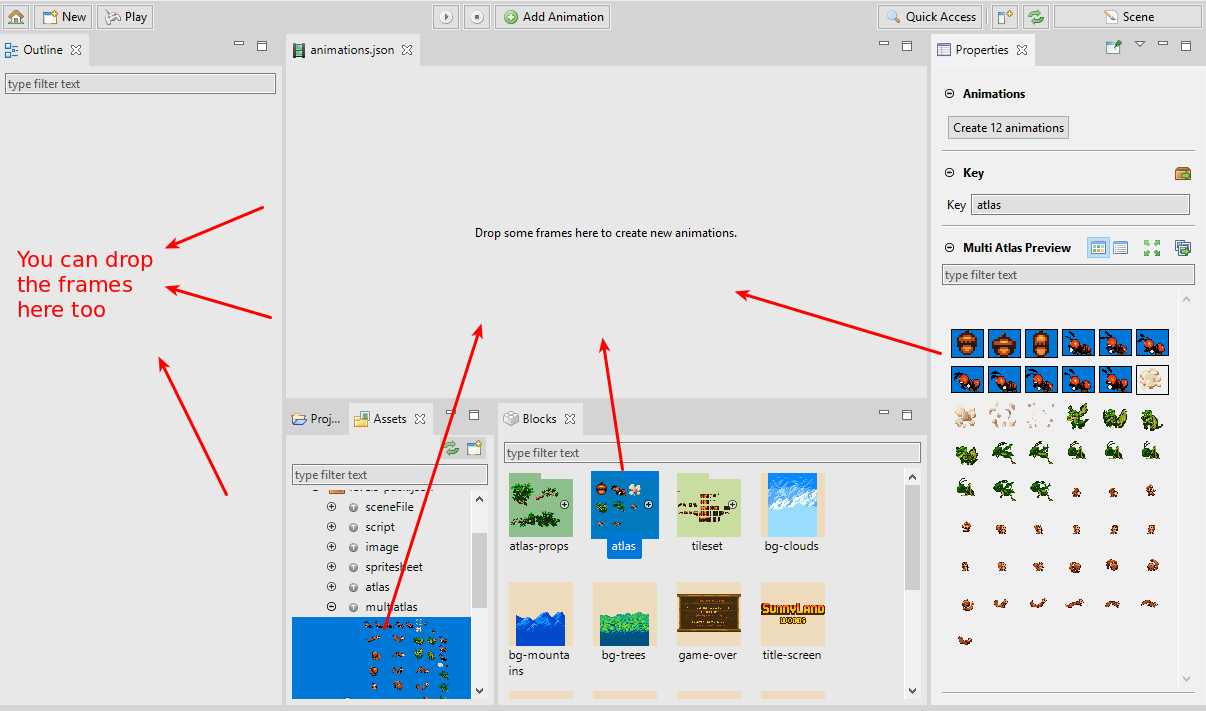 New
Play
Add Animation
Quick Access
Scene
Outline
type filter text
You can drop
the frames
here too
animations.json
Drop some frames here to create new animations.
Proj...
Assets
type filter text
sceneFile
script
image
spritesheet
atlas
multiatlas
Blocks
type filter text
atlas-props
atlas
tileset
bg-clouds
bg-mounta
ins
bg-trees
game-over
SUNNYLAND
WOODS
title-screen
Properties
Animations
Create 12 animations
Key
Key atlas
Multi Atlas Preview
type filter text